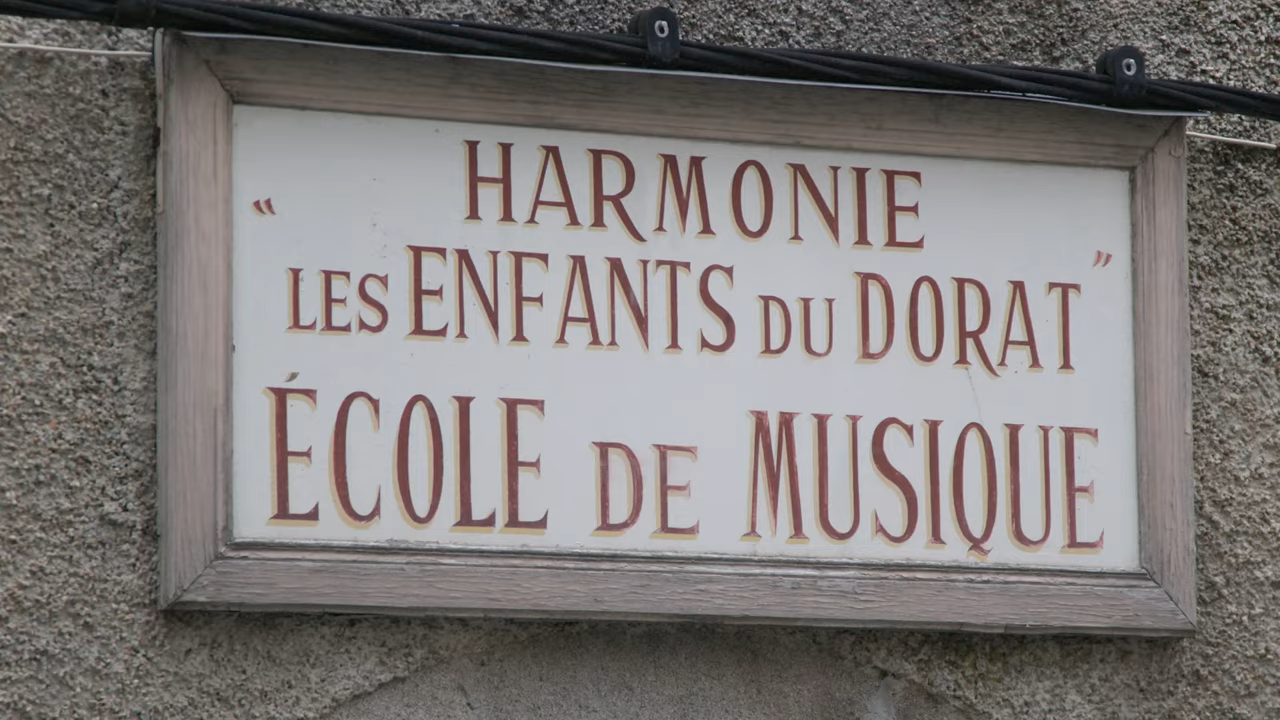 HARMONIE
“LES ENFANTS DU DORAT”
ÉCOLE DE MUSIQUE